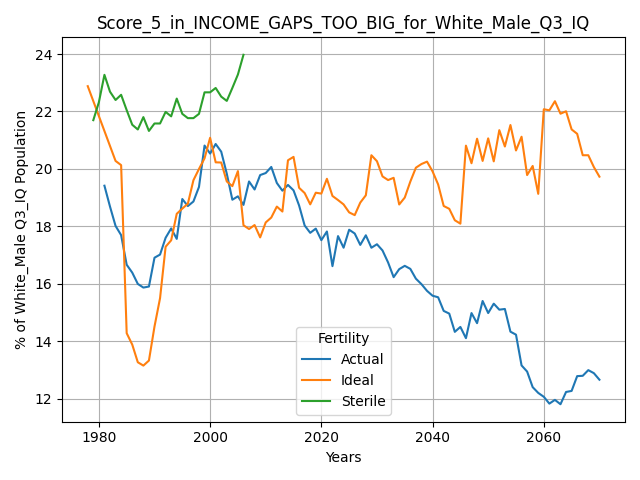 Score_5_in_INCOME_GAPS_TOO_BIG_for_White_Male_Q3_IQ
% of White_Male Q3_IQ Population
24
22
20
18
16
14
12
Fertility
Actual
Ideal
Sterile
1980
2000
2020
2040
2060
Years